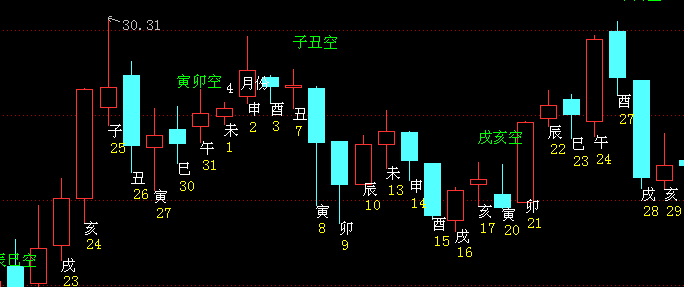 30.31
子丑空
寅卯空
4 月份
戌亥空
辰巳空
戌
23
亥
24
子
25
丑
26
寅
27
巳
30
午
31
未
1
申
2
酉
3
丑
7
寅
8
卯
9
辰
10
未
13
申
14
酉
15
戌
16
亥
17
寅
20
卯
21
辰
22
巳
23
午
24
酉
27
戌
28
亥
29